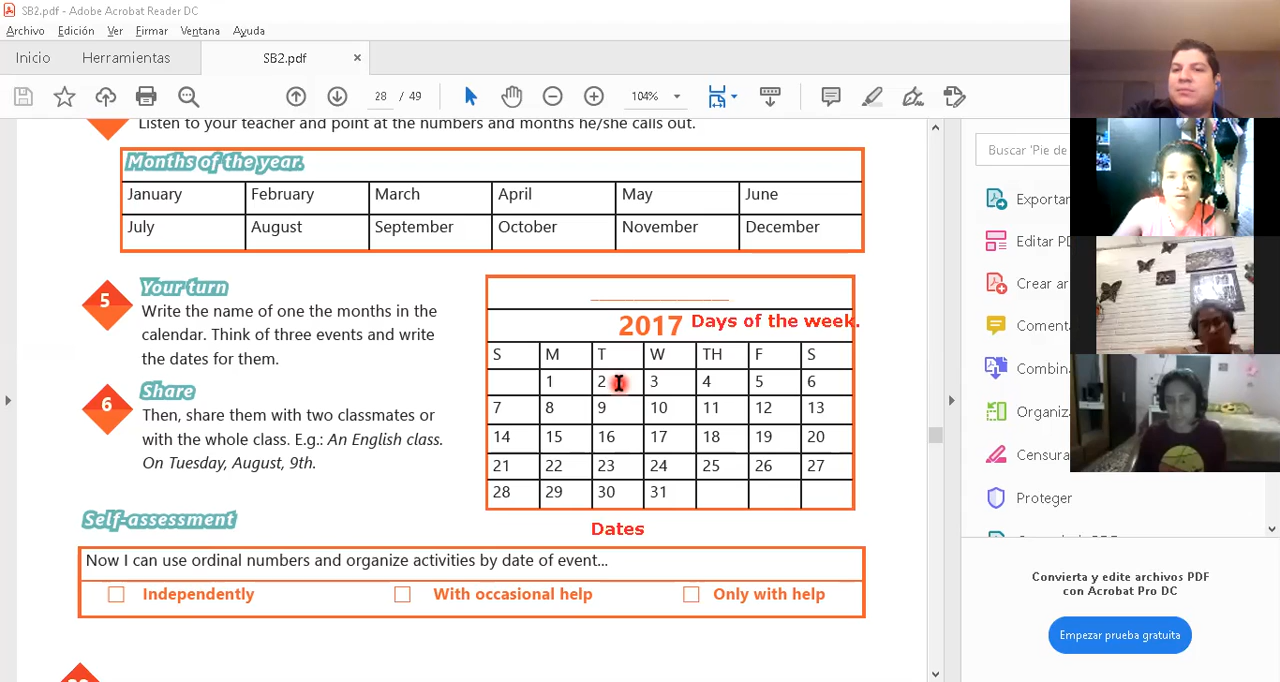 SB2.pdf - Adobe Acrobat Reader DC
Archivo Edición Ver Firmar Ventana Ayuda
Inicio Herramientas SB2.pdf ×
28 / 49 104%
Listen to your teacher and point at the numbers and months he/she calls out.
Months of the year.
January February March April May June
July August September October November December
5 Your turn
Write the name of one the months in the
calendar. Think of three events and write
the dates for them.
6 Share
Then, share them with two classmates or
with the whole class. E.g.: An English class.
On Tuesday, August, 9th.
2017 Days of the week.
S M T W TH F S
1 2 3 4 5 6
7 8 9 10 11 12 13
14 15 16 17 18 19 20
21 22 23 24 25 26 27
28 29 30 31
Dates
Self-assessment
Now I can use ordinal numbers and organize activities by date of event...
Independently With occasional help Only with help
Buscar 'Pie de
Exportar
Editar PD
Crear ar
Coment
Combin
Organiz
Censura
Proteger
Convierta y edite archivos PDF
con Acrobat Pro DC
Empezar prueba gratuita